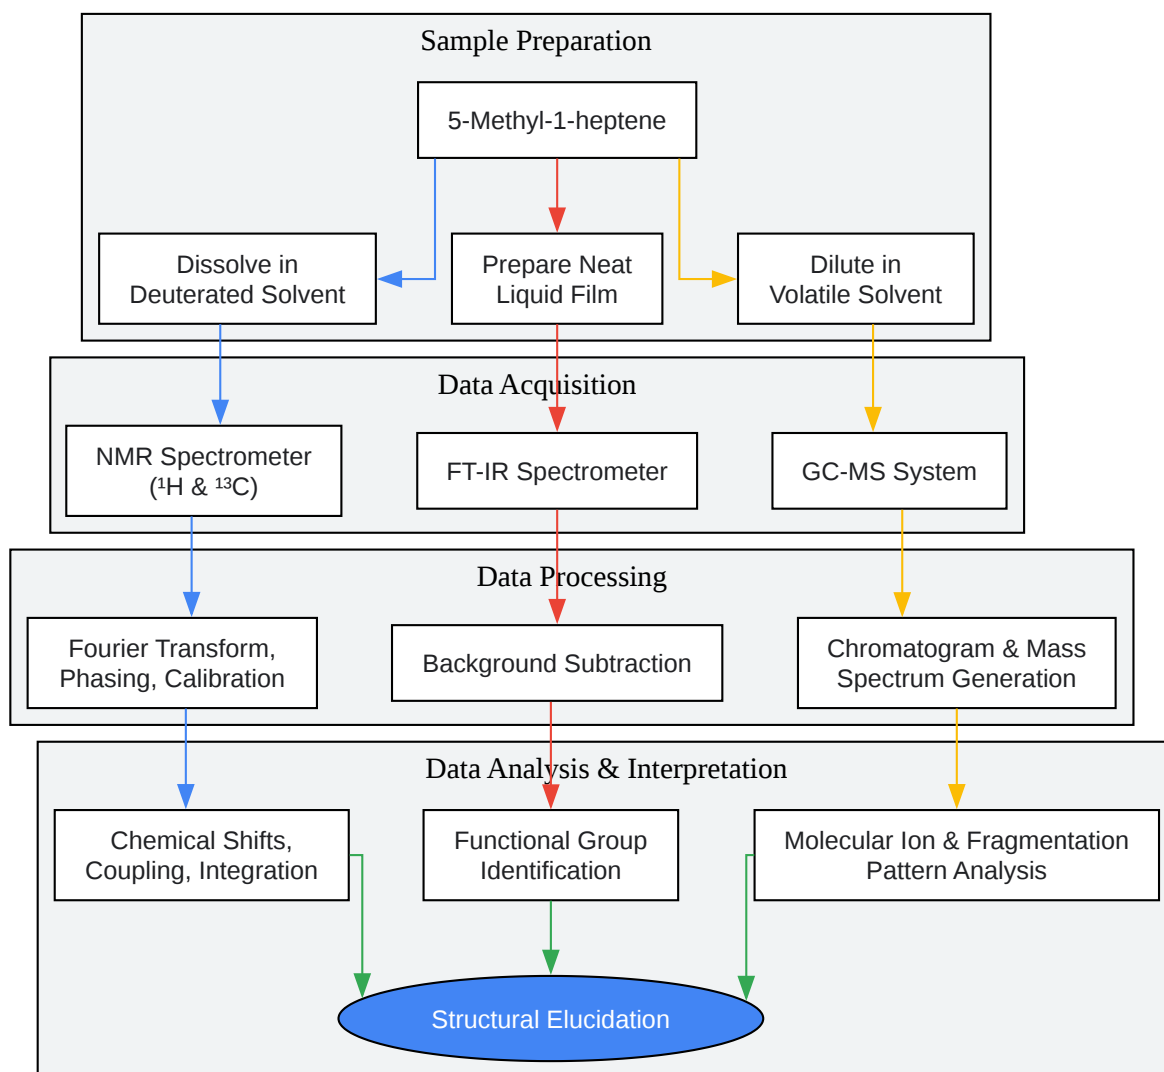 Sample Preparation
5-Methyl-1-heptene
Dissolve in
Deuterated Solvent
Prepare Neat
Liquid Film
Dilute in
Volatile Solvent
Data Acquisition
NMR Spectrometer
(¹H & ¹³C)
FT-IR Spectrometer
GC-MS System
Data Processing
Fourier Transform,
Phasing, Calibration
Background Subtraction
Chromatogram & Mass
Spectrum Generation
Data Analysis & Interpretation
Chemical Shifts,
Coupling, Integration
Functional Group
Identification
Molecular Ion & Fragmentation
Pattern Analysis
Structural Elucidation